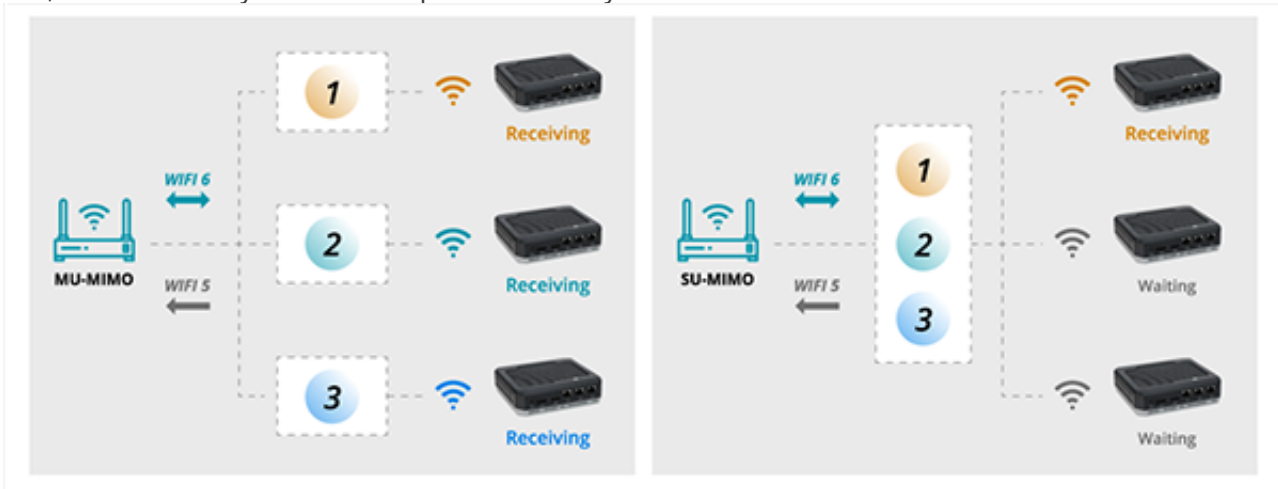 1
Receiving
WIFI 6
2
MU-MIMO
WIFI 5
Receiving
3
Receiving
Receiving
1
WIFI 6
2
SU-MIMO
WIFI 5
Waiting
3
Waiting